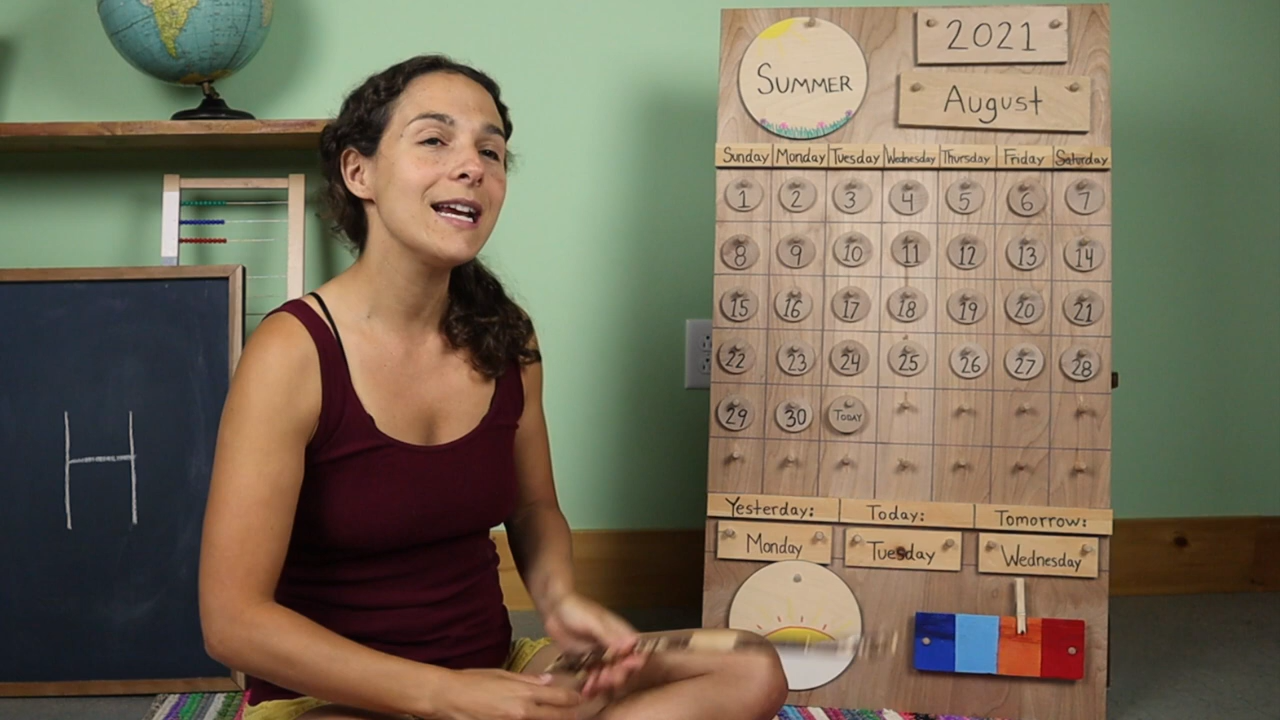 SUMMER
2021
August
Sunday Monday Tuesday Wednesday Thursday Friday Saturday
1 2 3 4 5 6 7
8 9 10 11 12 13 14
15 16 17 18 19 20 21
22 23 24 25 26 27 28
29 30 TODAY
Yesterday: Today: Tomorrow:
Monday Tuesday Wednesday
H